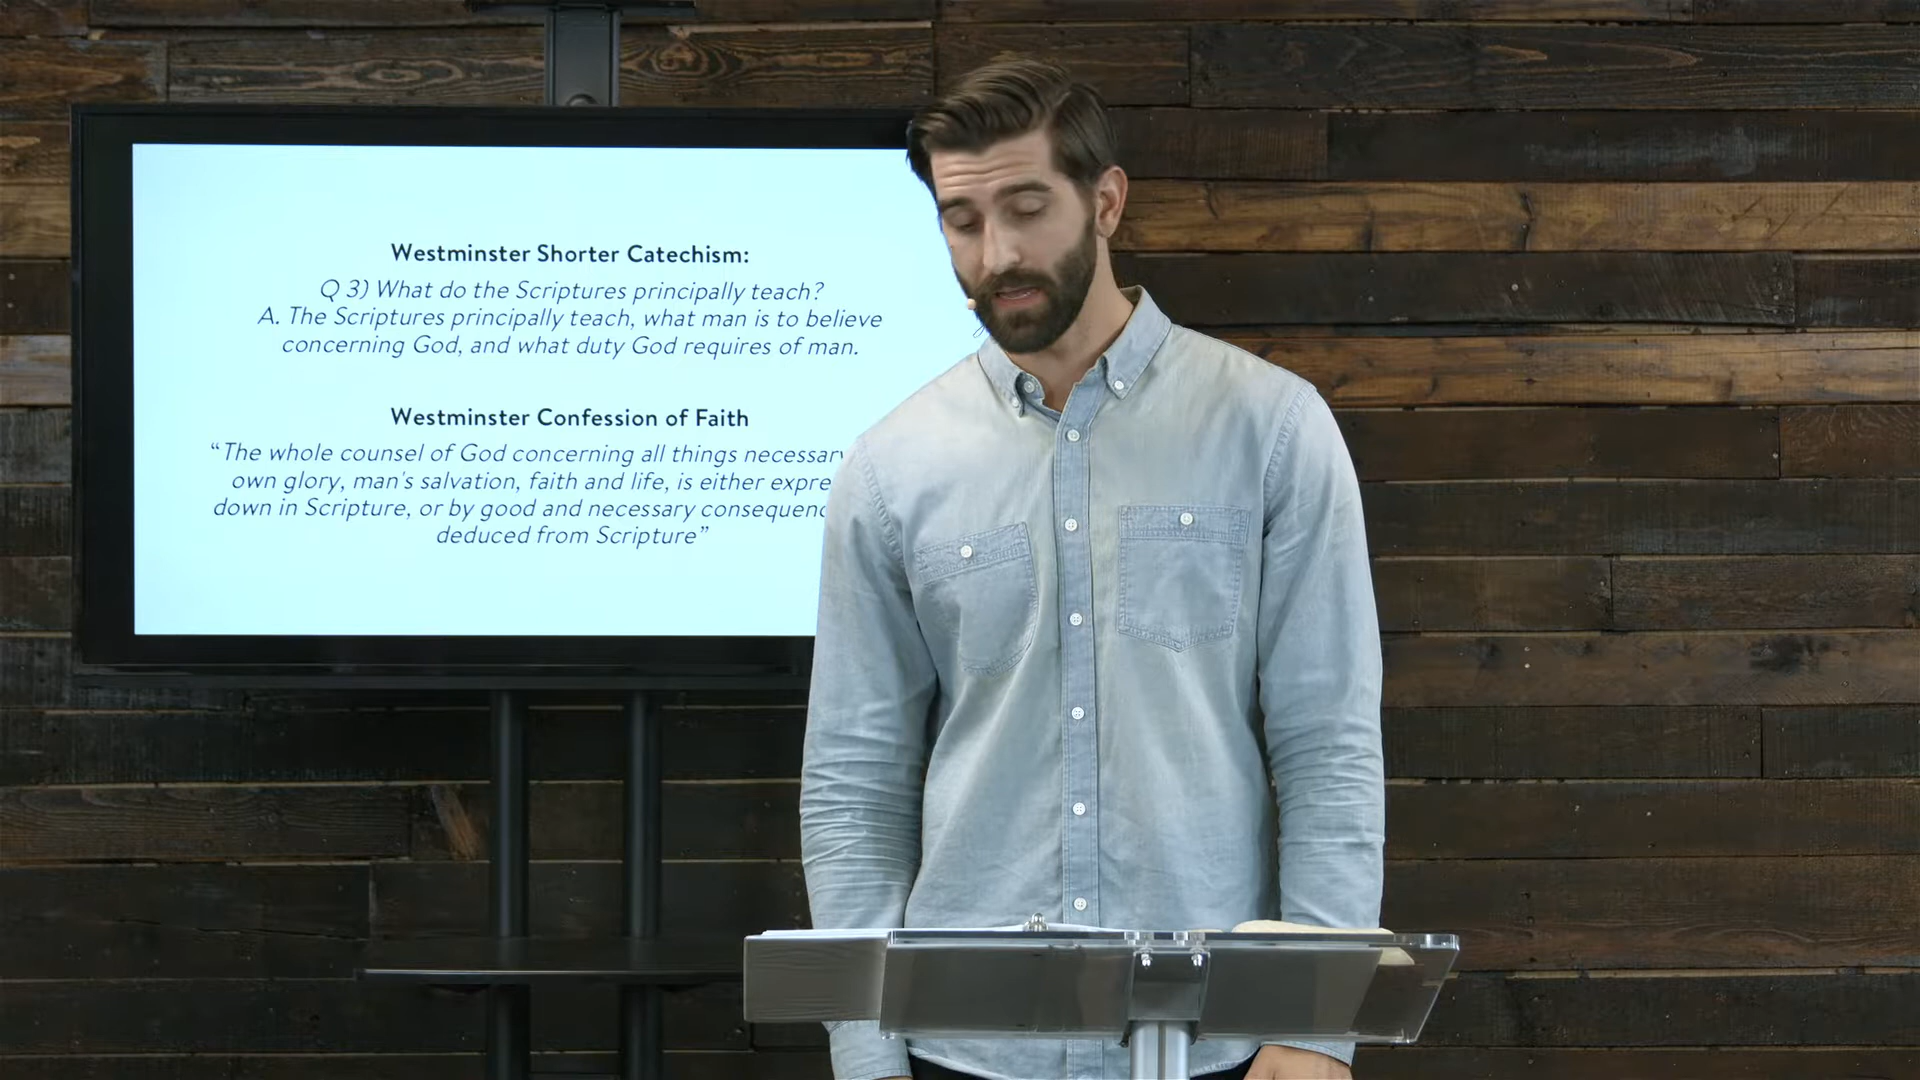 Westminster Shorter Catechism:
Q 3) What do the Scriptures principally teach?
A. The Scriptures principally teach, what man is to believe
concerning God, and what duty God requires of man.
Westminster Confession of Faith
“The whole counsel of God concerning all things necessary
own glory, man's salvation, faith and life, is either
down in Scripture, or by good and necessary
deduced from Scripture”